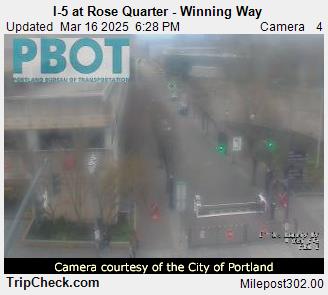 I-5 at Rose Quarter - Winning Way
Updated Mar 16 2025 6:28 PM Camera 4
PBOT
PORTLAND BUREAU OF TRANSPORTATION
Camera courtesy of the City of Portland
TripCheck.com Milepost302.00